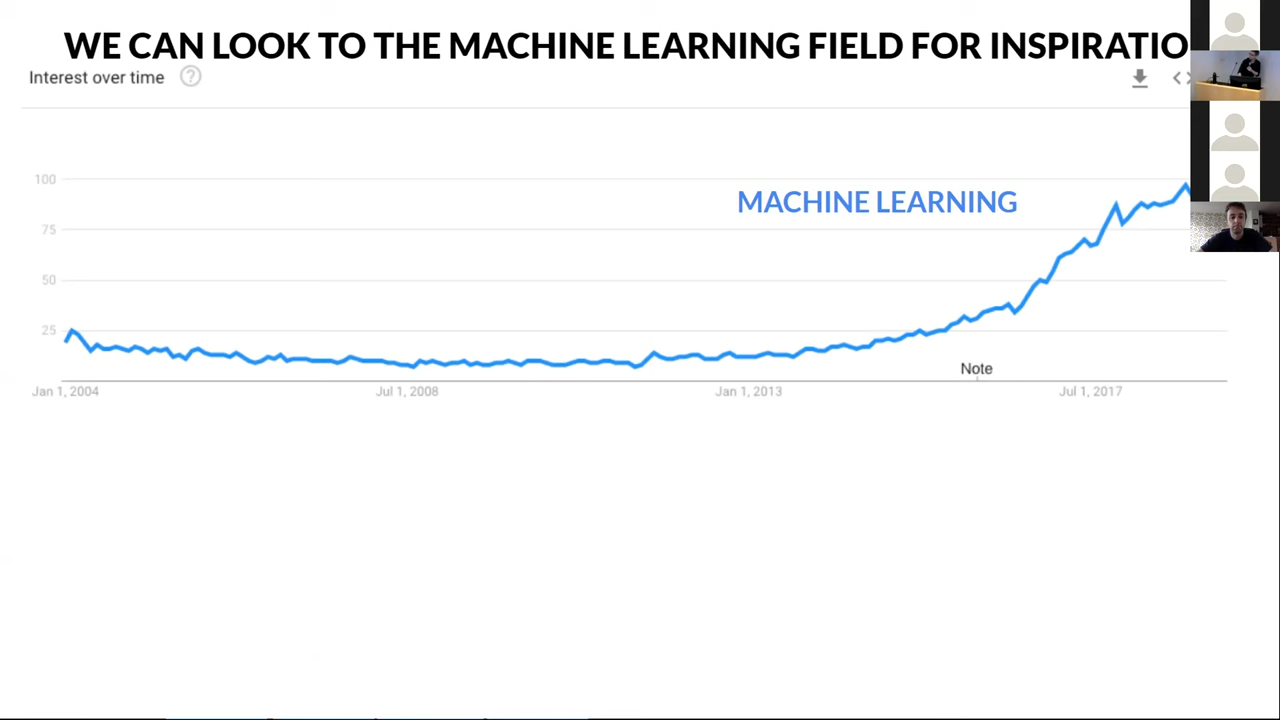 WE CAN LOOK TO THE MACHINE LEARNING FIELD FOR INSPIRATIO
Interest over time ?
<>
100
MACHINE LEARNING
75
50
25
Note
Jan 1, 2004 Jul 1, 2008 Jan 1, 2013 Jul 1, 2017